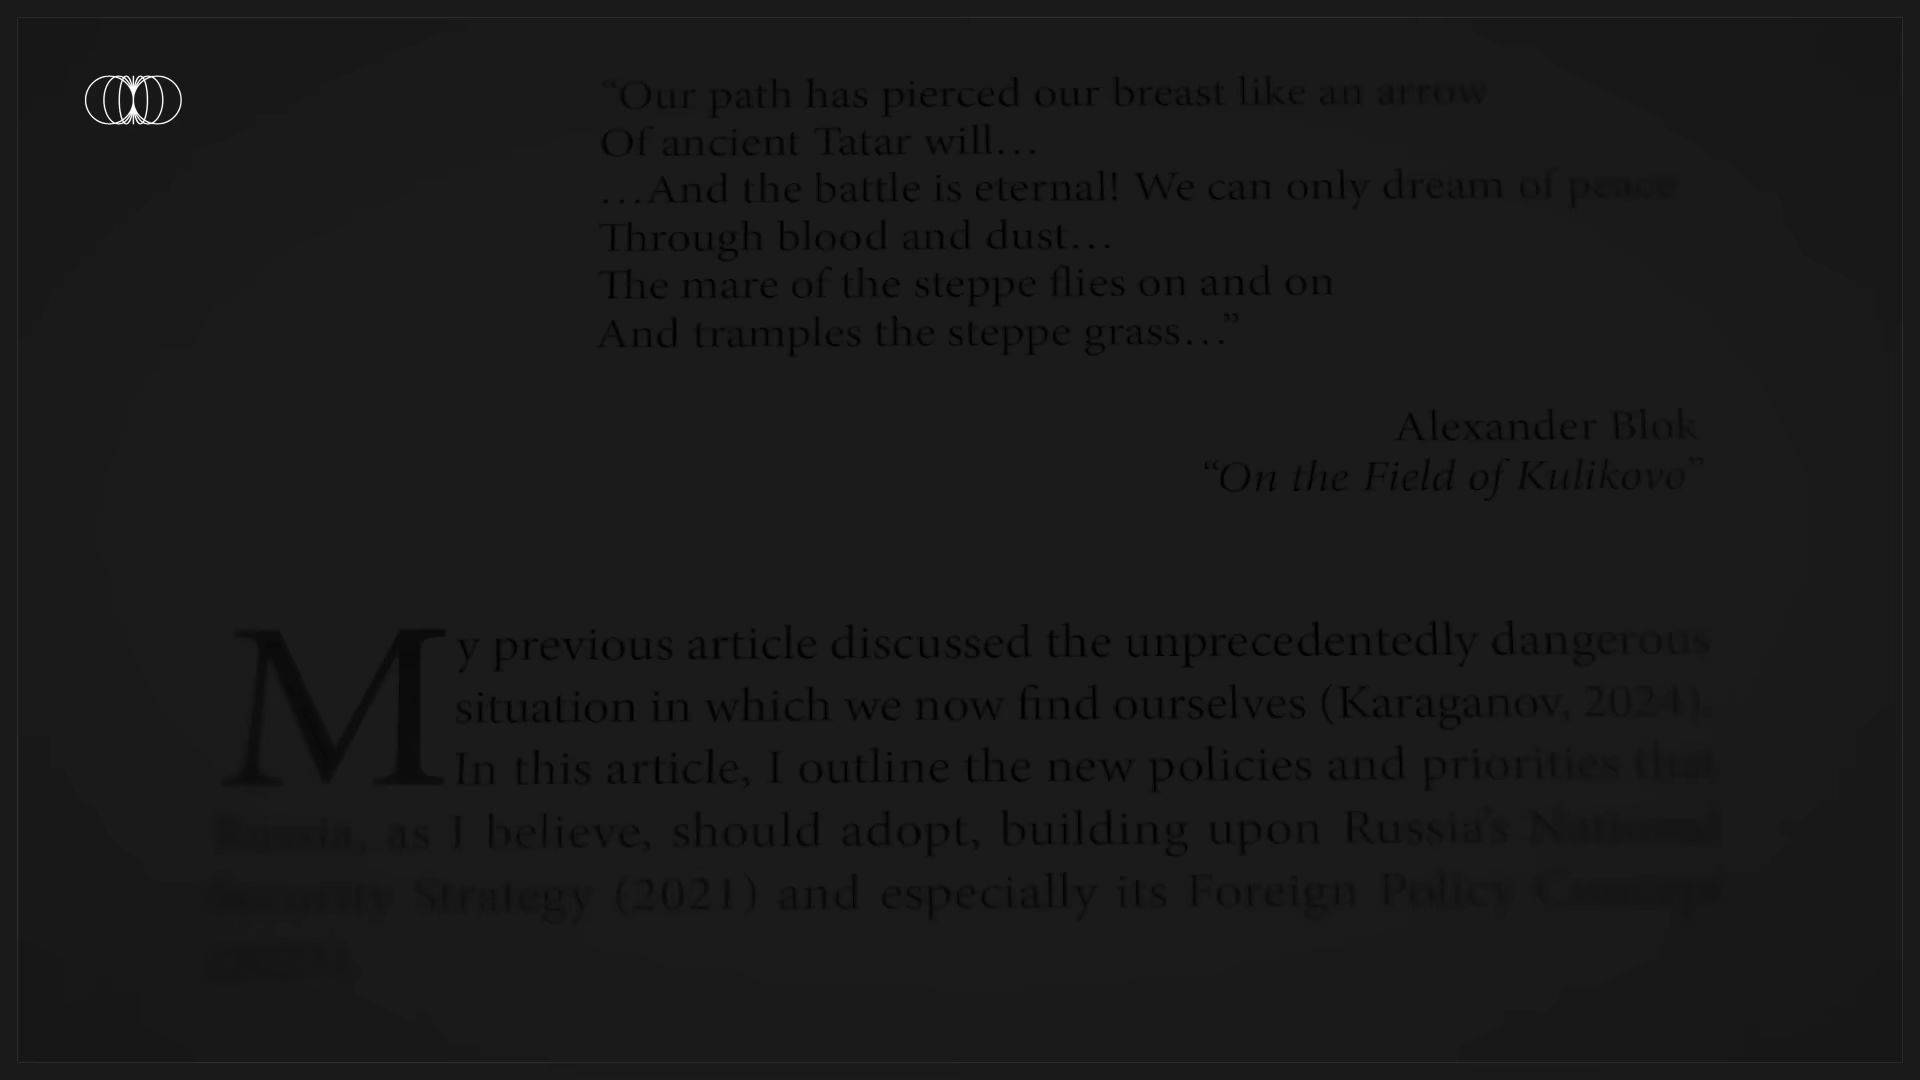 “Our path has pierced our breast like an arrow
Of ancient Tatar will…
…And the battle is eternal! We can only dream of peace
Through blood and dust…
The mare of the steppe flies on and on
And tramples the steppe grass…”
Alexander Blok
“On the Field of Kulikovo”
My previous article discussed the unprecedentedly dangerous
situation in which we now find ourselves (Karaganov, 2024).
In this article, I outline the new policies and priorities that
Russia, as I believe, should adopt, building upon Russia’s National
Security Strategy (2021) and especially its Foreign Policy Concept